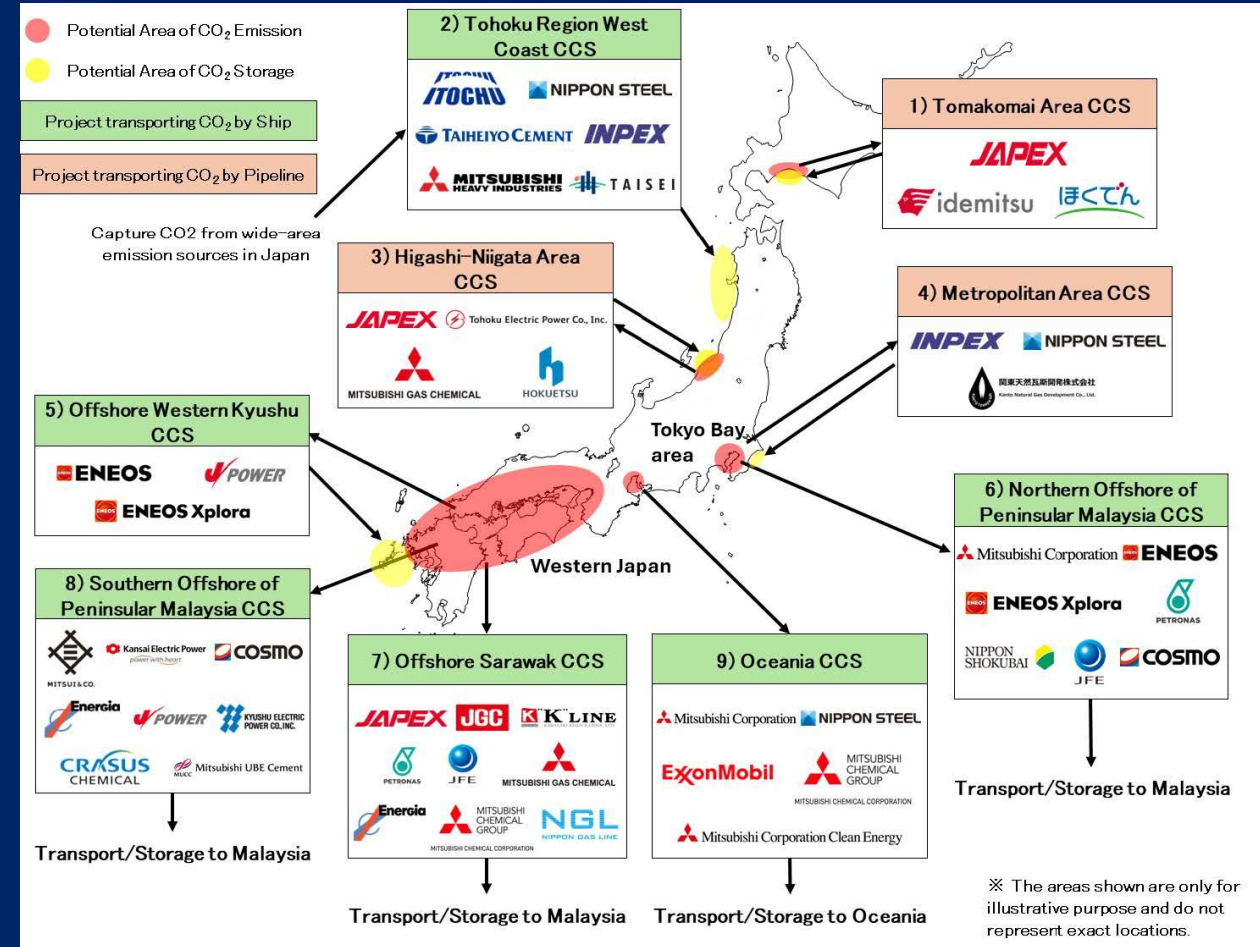 Potential Area of CO₂ Emission
Potential Area of CO₂ Storage
Project transporting CO₂ by Ship
Project transporting CO₂ by Pipeline
Capture CO2 from wide-area
emission sources in Japan
2) Tohoku Region West
Coast CCS
ITOCHU
ITOCHU
NIPPON STEEL
TAIHEIYO CEMENT
INPEX
MITSUBISHI
HEAVY INDUSTRIES
TAISEI
1) Tomakomai Area CCS
JAPEX
idemitsu
ほくでん
3) Higashi-Niigata Area
CCS
JAPEX
Tohoku Electric Power Co., Inc.
MITSUBISHI GAS CHEMICAL
HOKUETSU
4) Metropolitan Area CCS
INPEX
NIPPON STEEL
関東天然瓦斯開発株式会社
Kanto Natural Gas Development Co., Ltd.
5) Offshore Western Kyushu
CCS
ENEOS
ENEOS
J POWER
ENEOS
ENEOS Xplora
Tokyo Bay
area
Western Japan
6) Northern Offshore of
Peninsular Malaysia CCS
Mitsubishi Corporation
ENEOS
ENEOS
ENEOS
ENEOS Xplora
PETRONAS
NIPPON
SHOKUBAI
JFE
COSMO
Transport/Storage to Malaysia
8) Southern Offshore of
Peninsular Malaysia CCS
MITSUI & CO.
Kansai Electric Power
power with heart
COSMO
Energia
J POWER
KYUSHU ELECTRIC
POWER CO., INC.
CRASUS
CHEMICAL
MUCC
Mitsubishi UBE Cement
Transport/Storage to Malaysia
7) Offshore Sarawak CCS
JAPEX
JGC
K "K" LINE
PETRONAS
JFE
MITSUBISHI GAS CHEMICAL
Energia
MITSUBISHI
CHEMICAL
GROUP
MITSUBISHI CHEMICAL CORPORATION
NGL
NIPPON GAS LINE
Transport/Storage to Malaysia
9) Oceania CCS
Mitsubishi Corporation
NIPPON STEEL
ExxonMobil
MITSUBISHI
CHEMICAL
GROUP
MITSUBISHI CHEMICAL CORPORATION
Mitsubishi Corporation Clean Energy
Transport/Storage to Oceania
※ The areas shown are only for
illustrative purpose and do not
represent exact locations.